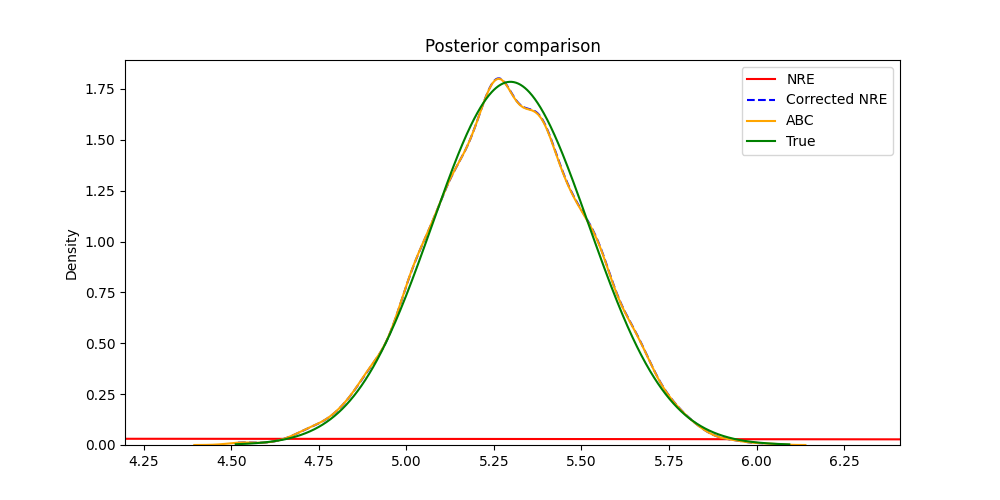 Posterior comparison
NRE
Corrected NRE
ABC
True
Density
1.75
1.50
1.25
1.00
0.75
0.50
0.25
0.00
4.25 4.50 4.75 5.00 5.25 5.50 5.75 6.00 6.25